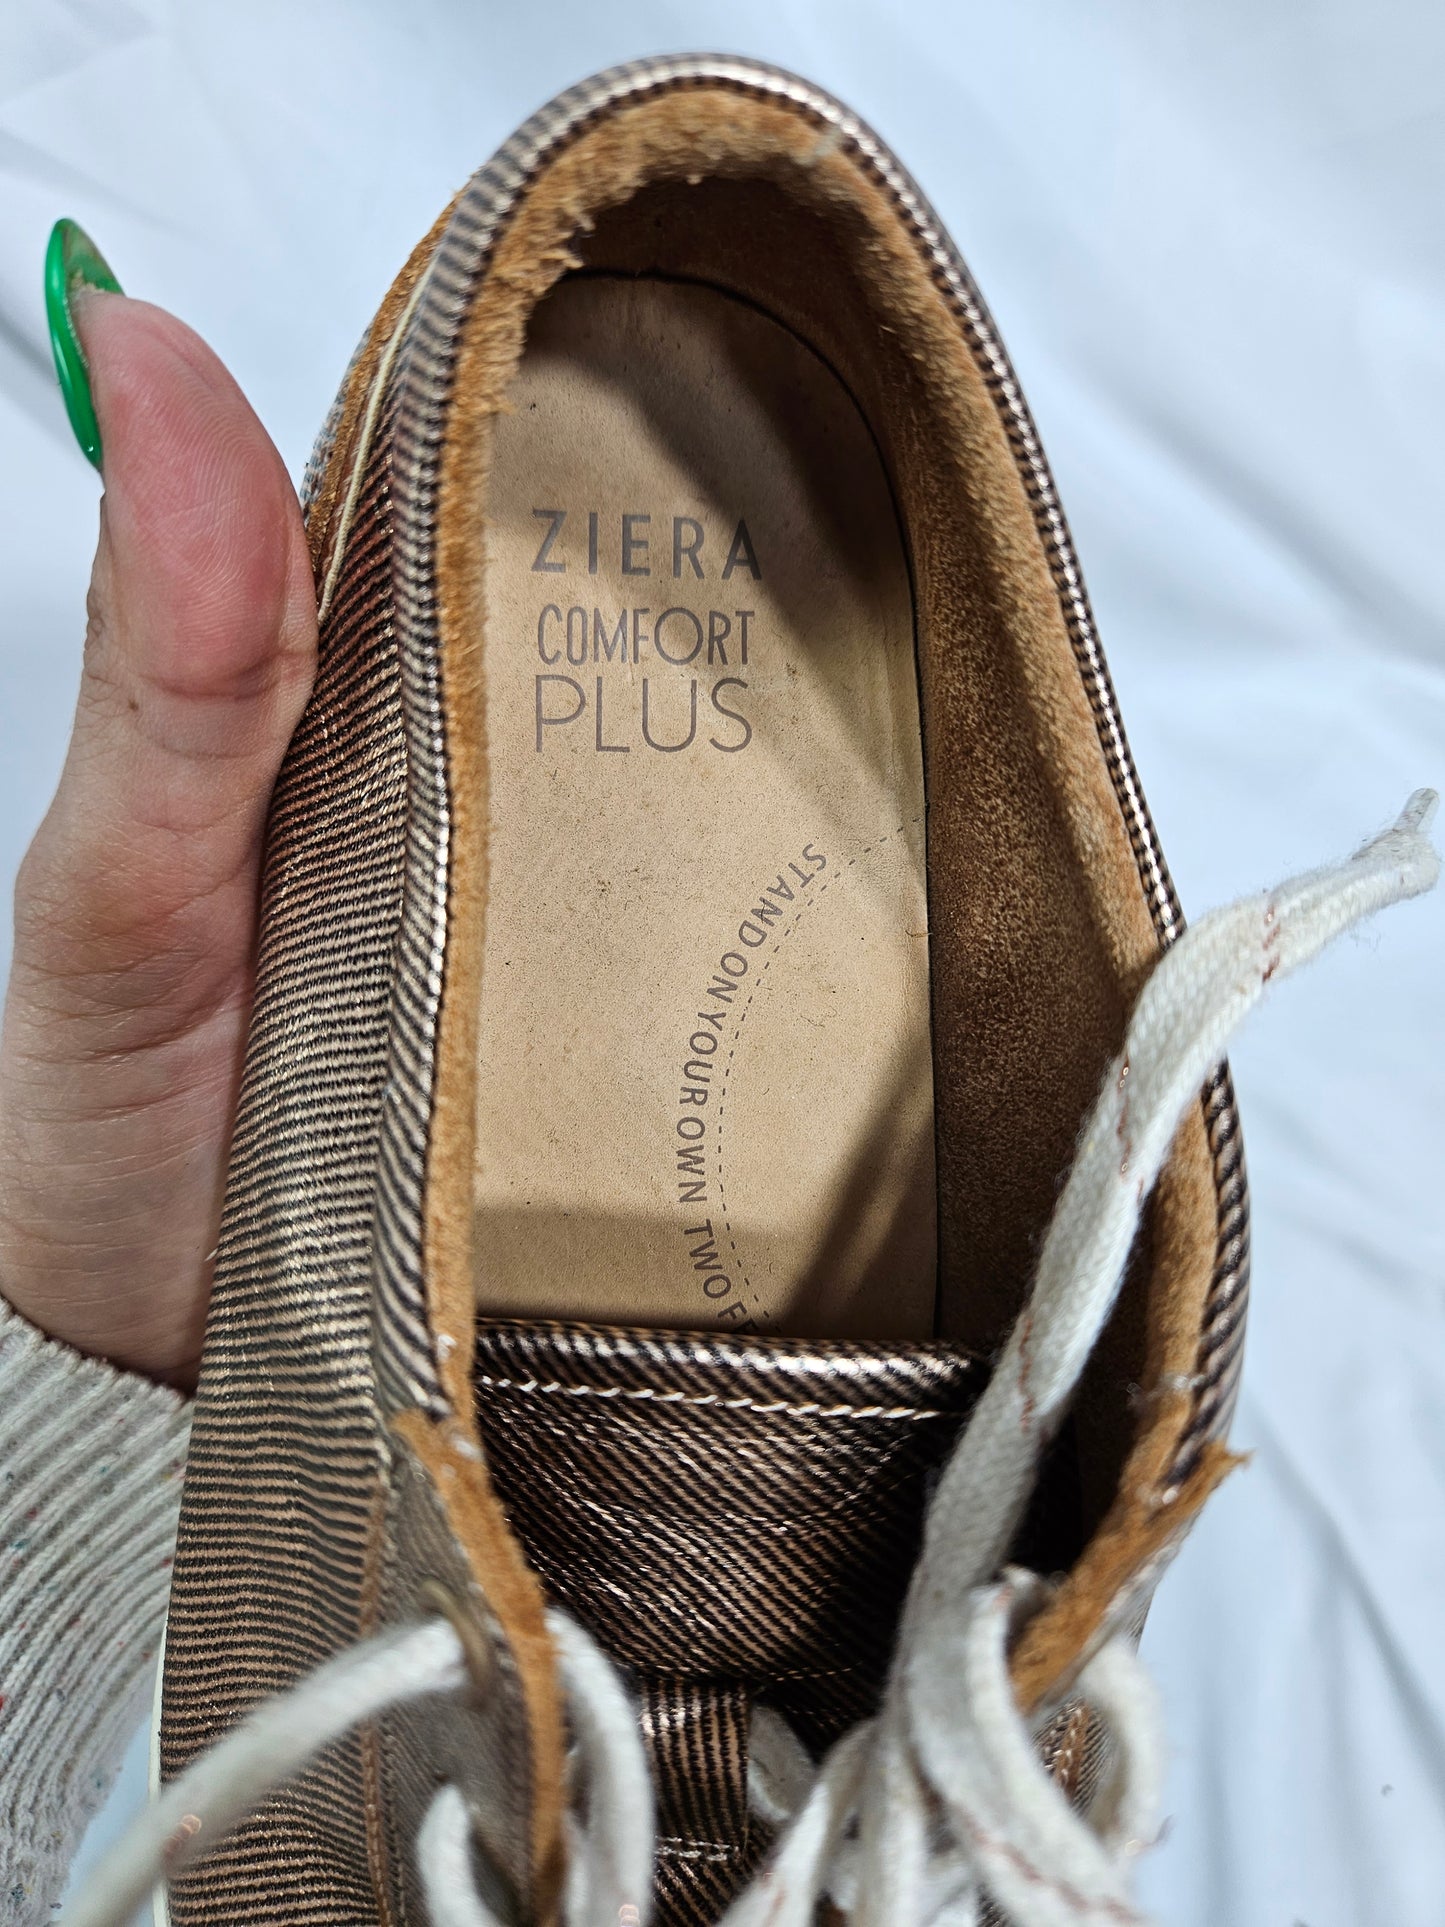 ZIERA
COMFORT
PLUS
STAND ON YOUR OWN TWO